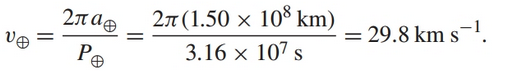 υ⊕ = 2πa⊕ / P⊕ = 2π(1.50 × 10⁸ km) / 3.16 × 10⁷ s = 29.8 km s⁻¹.